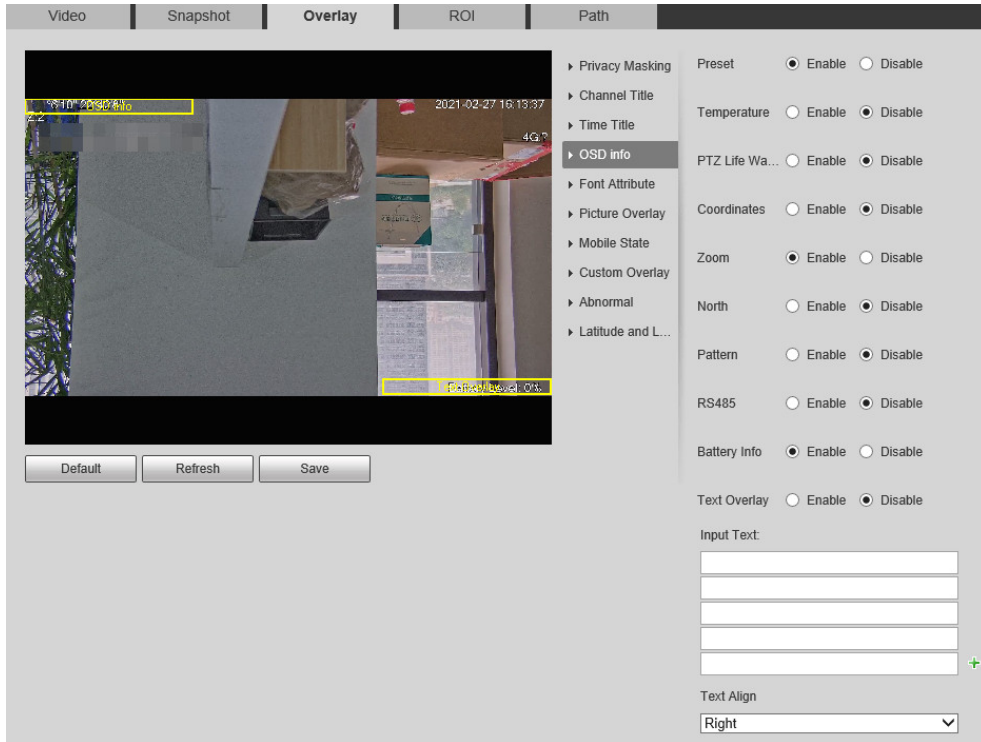 Video Snapshot Overlay ROI Path
OSD info
2021-02-27 16:13:37
4G
Level: 0%
Privacy Masking
Channel Title
Time Title
OSD info
Font Attribute
Picture Overlay
Mobile State
Custom Overlay
Abnormal
Latitude and L...
Default Refresh Save
Preset Enable Disable
Temperature Enable Disable
PTZ Life Wa... Enable Disable
Coordinates Enable Disable
Zoom Enable Disable
North Enable Disable
Pattern Enable Disable
RS485 Enable Disable
Battery Info Enable Disable
Text Overlay Enable Disable
Input Text:
Text Align
Right